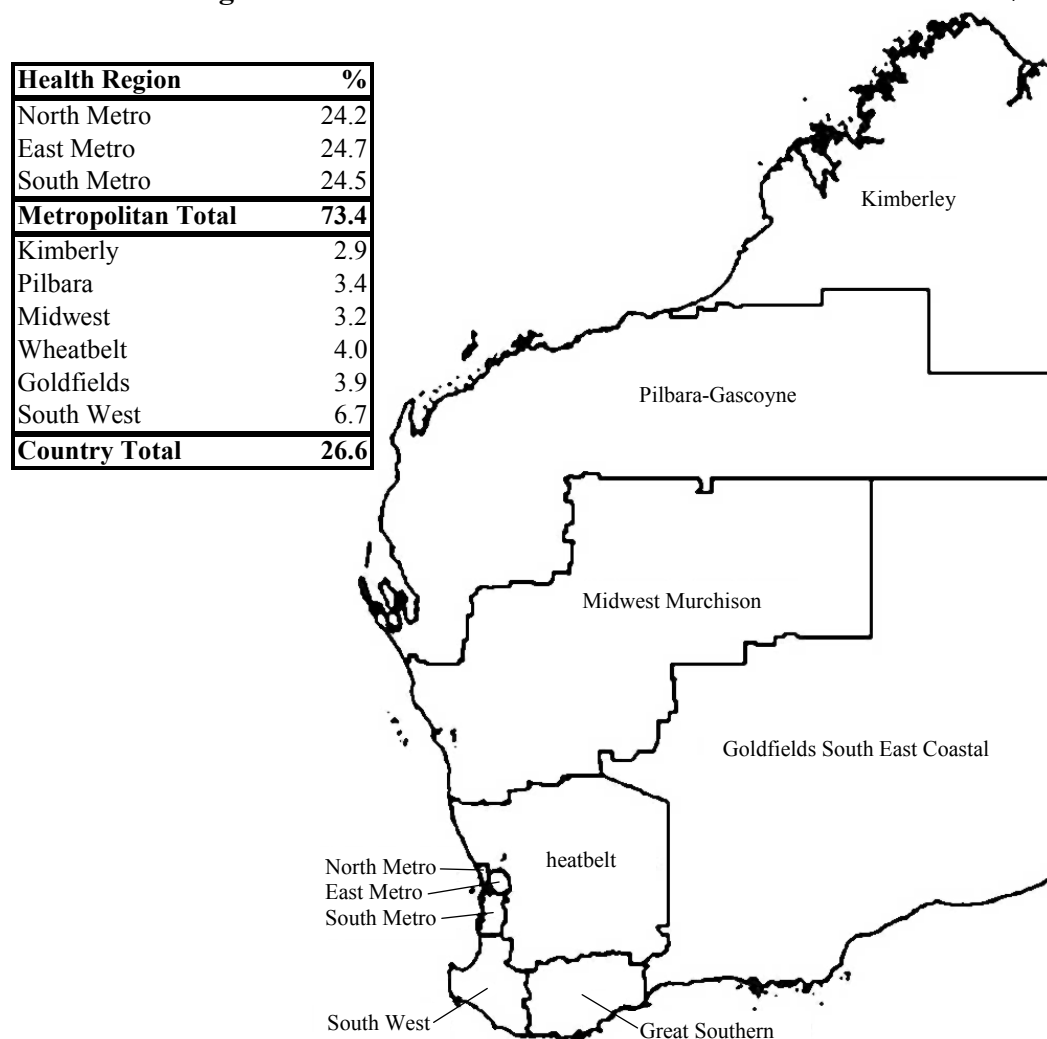 Health Region %
North Metro 24.2
East Metro 24.7
South Metro 24.5
Metropolitan Total 73.4
Kimberly 2.9
Pilbara 3.4
Midwest 3.2
Wheatbelt 4.0
Goldfields 3.9
South West 6.7
Country Total 26.6
Kimberley
Pilbara-Gascoyne
Midwest Murchison
Goldfields South East Coastal
heatbelt
North Metro
East Metro
South Metro
South West
Great Southern